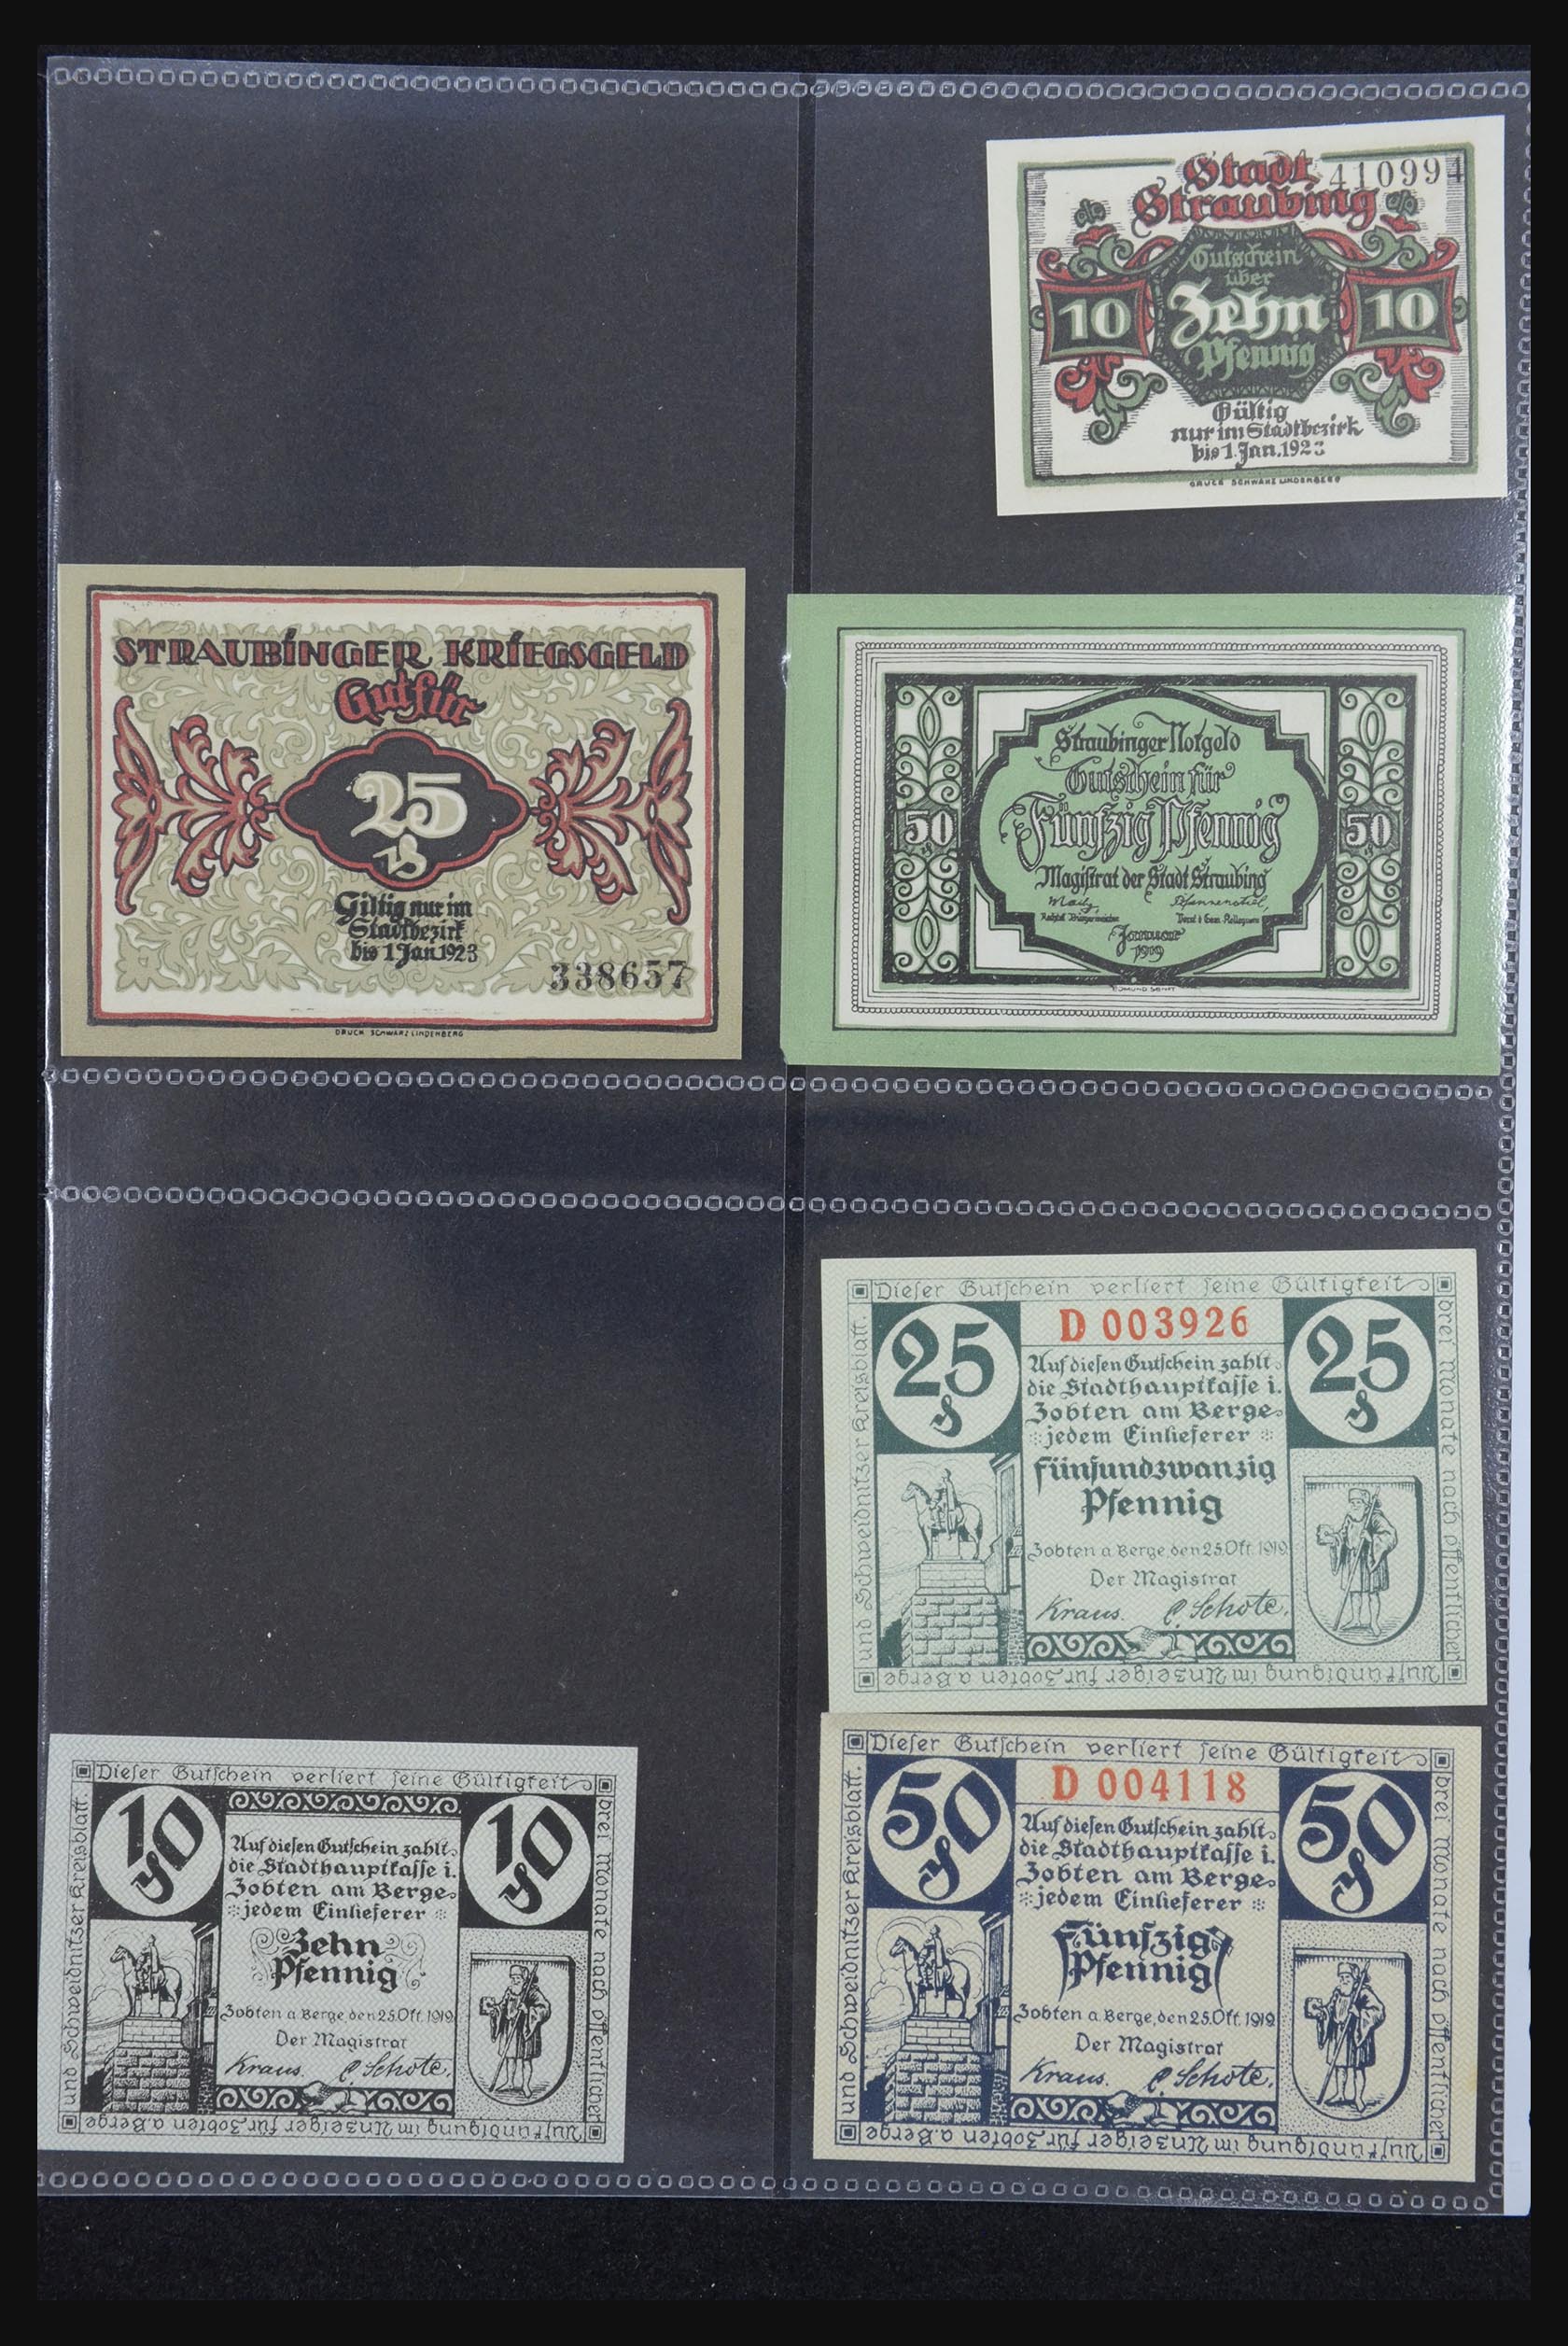 Stadt
Straubing
410994
Gutschein
über
Zehn
Pfennig
10
10
Gültig
nur im Stadtbezirk
bis 1. Jan. 1923
DRUCK SCHWARZ LINDENBERG
STRAUBINGER KRIEGSGELD
Gut für
25
Giltig nur im
Stadtbezirk
bis 1 Jan 1923
338657
DRUCK SCHWARZ LINDENBERG
Straubinger Notgeld
Gutschein für
Fünfzig Pfennig
50
50
Magistrat der Stadt Straubing
Januar
1919
Dieser Gutschein verliert seine Gültigkeit
drei Monate nach öffentlicher
Aufkündigung im Anzeiger für Zobten a. Berge
und Schweidnitzer Kreisblatt.
25
25
D 003926
Auf diesen Gutschein zahlt
die Stadthauptkasse i.
Zobten am Berge
jedem Einlieferer
Fünfundzwanzig
Pfennig
Zobten a. Berge, den 25. Okt. 1919
Der Magistrat
Kraus. C. Schote.
Dieser Gutschein verliert seine Gültigkeit
drei Monate nach öffentlicher
Aufkündigung im Anzeiger für Zobten a. Berge
und Schweidnitzer Kreisblatt.
10
10
Auf diesen Gutschein zahlt
die Stadthauptkasse i.
Zobten am Berge
jedem Einlieferer
Zehn
Pfennig
Zobten a. Berge, den 25. Okt. 1919
Der Magistrat
Kraus. C. Schote.
Dieser Gutschein verliert seine Gültigkeit
drei Monate nach öffentlicher
Aufkündigung im Anzeiger für Zobten a. Berge
und Schweidnitzer Kreisblatt.
50
50
D 004118
Auf diesen Gutschein zahlt
die Stadthauptkasse i.
Zobten am Berge
jedem Einlieferer
Fünfzig
Pfennig
Zobten a. Berge, den 25. Okt. 1919
Der Magistrat
Kraus. C. Schote.